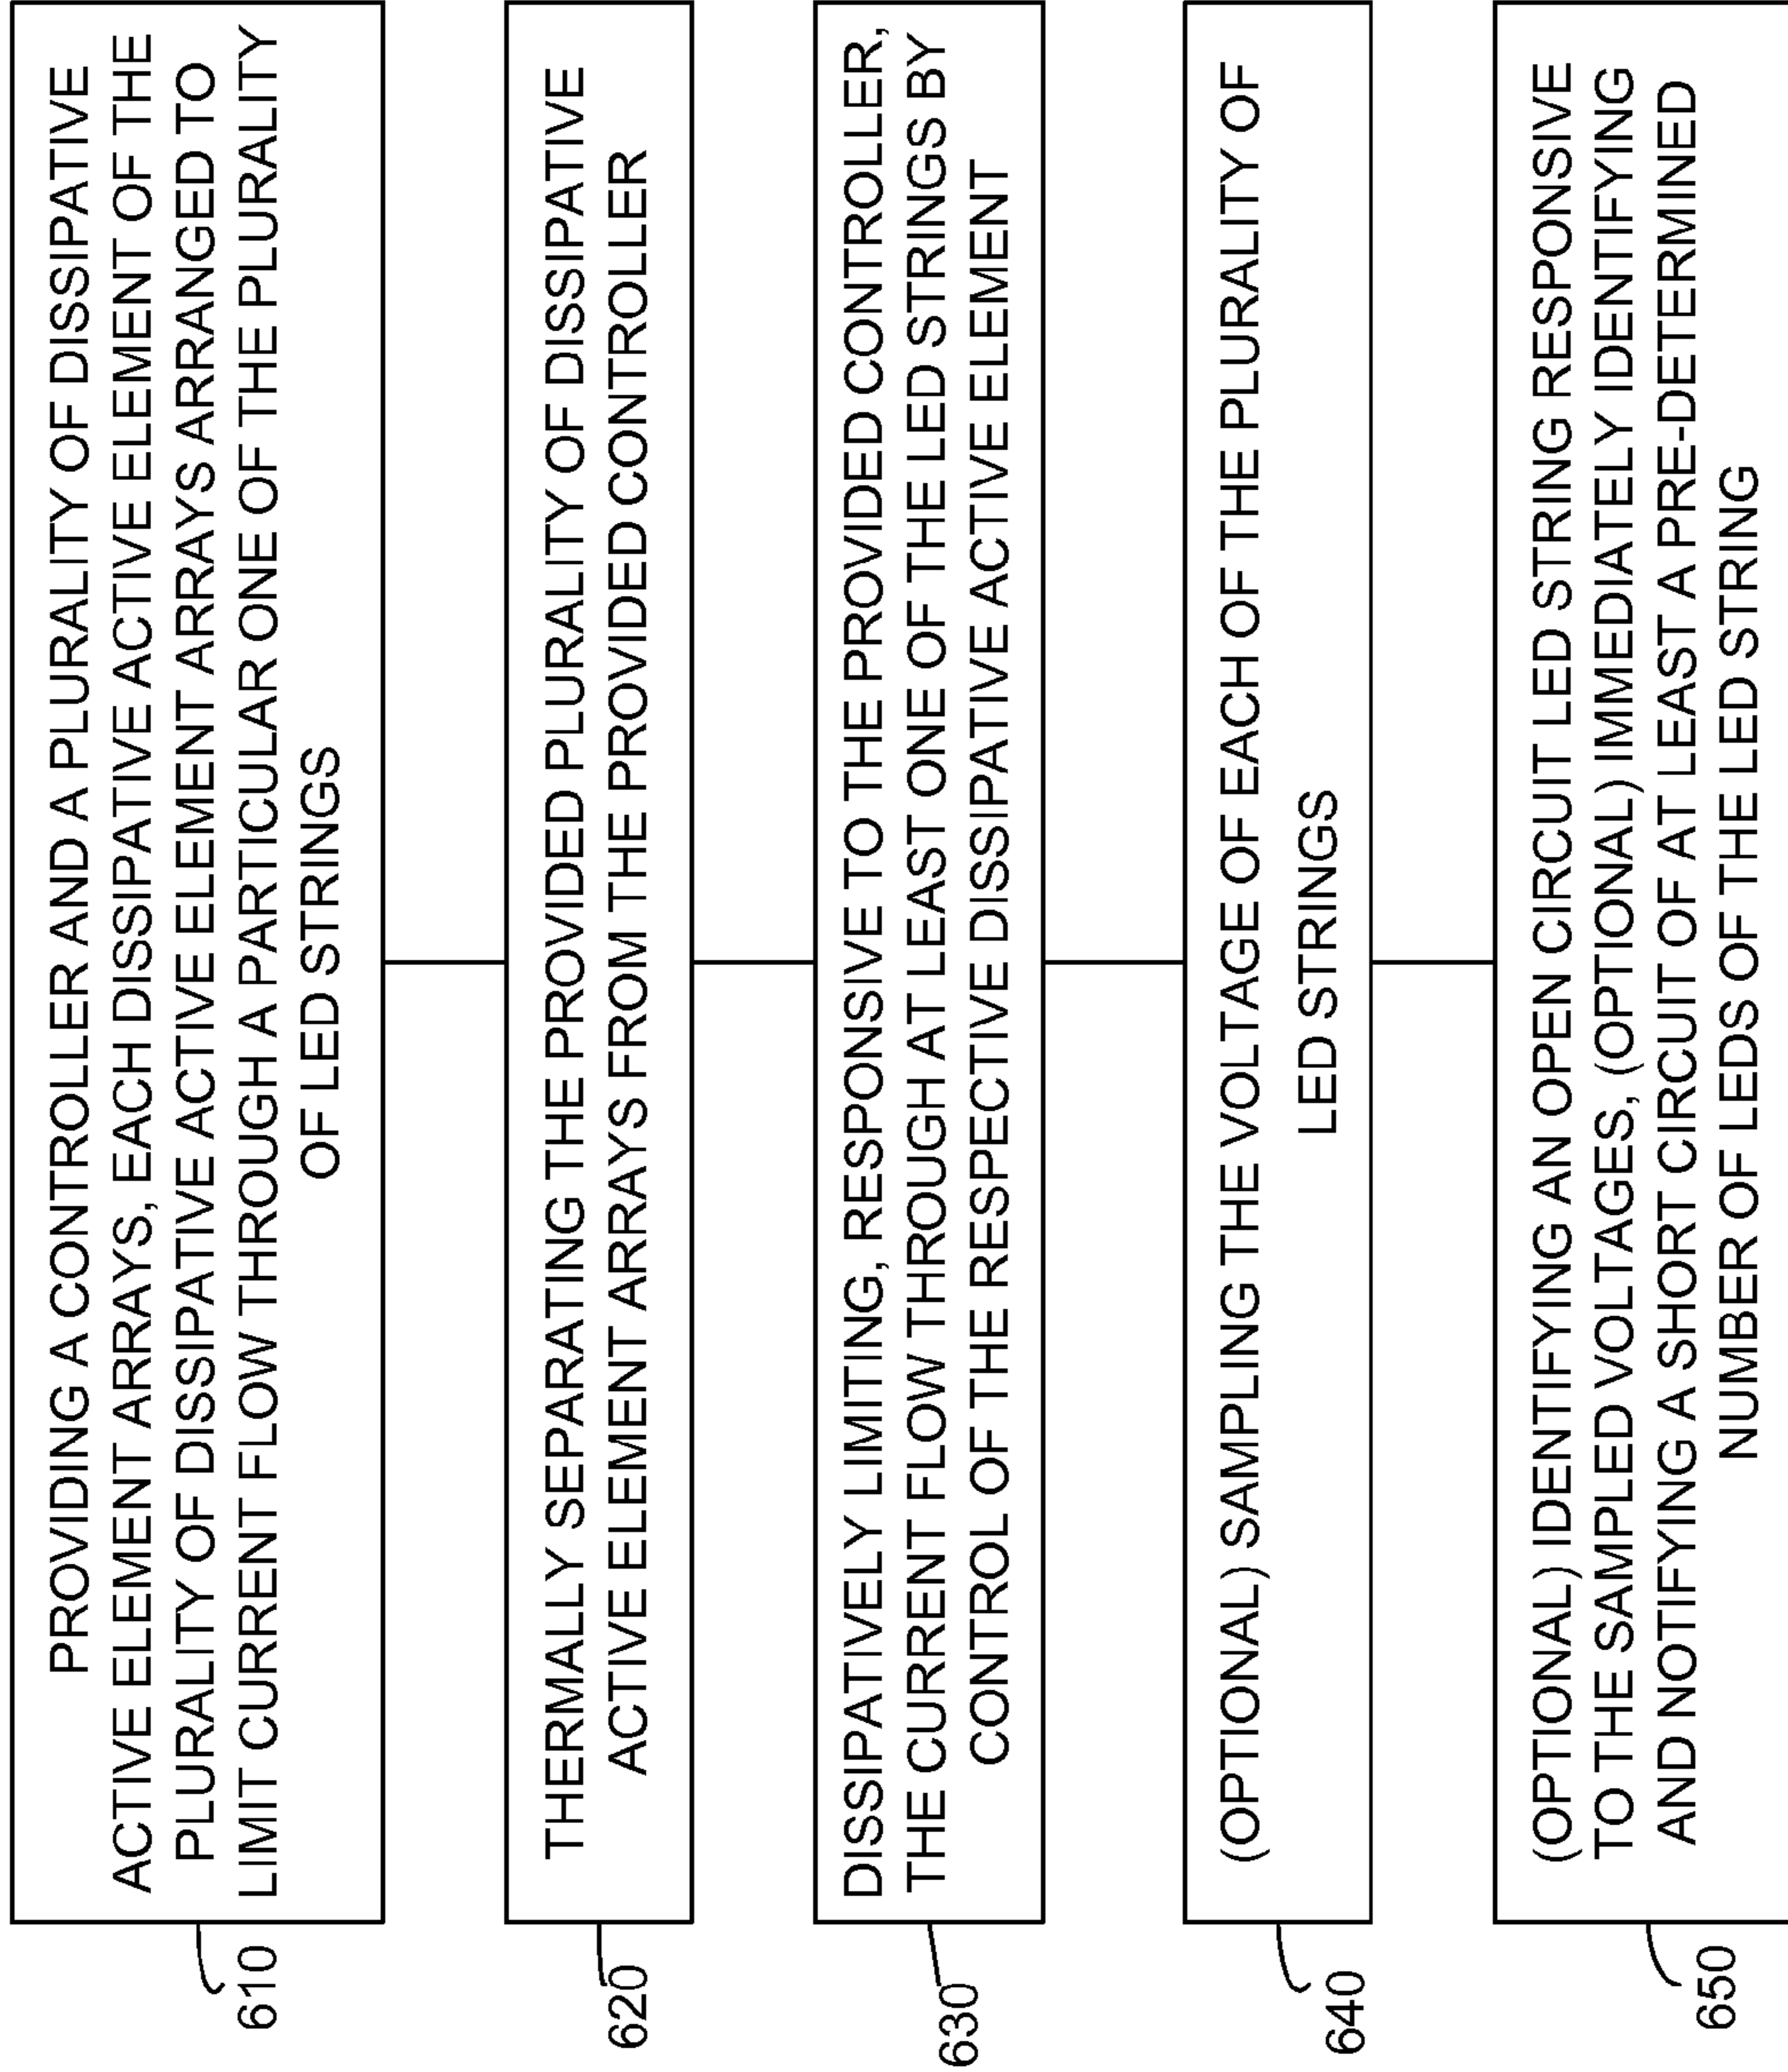 610
PROVIDING A CONTROLLER AND A PLURALITY OF DISSIPATIVE
ACTIVE ELEMENT ARRAYS, EACH DISSIPATIVE ACTIVE ELEMENT OF THE
PLURALITY OF DISSIPATIVE ACTIVE ELEMENT ARRAYS ARRANGED TO
LIMIT CURRENT FLOW THROUGH A PARTICULAR ONE OF THE PLURALITY
OF LED STRINGS
620
THERMALLY SEPARATING THE PROVIDED PLURALITY OF DISSIPATIVE
ACTIVE ELEMENT ARRAYS FROM THE PROVIDED CONTROLLER
630
DISSIPATIVELY LIMITING, RESPONSIVE TO THE PROVIDED CONTROLLER,
THE CURRENT FLOW THROUGH AT LEAST ONE OF THE LED STRINGS BY
CONTROL OF THE RESPECTIVE DISSIPATIVE ACTIVE ELEMENT
640
(OPTIONAL) SAMPLING THE VOLTAGE OF EACH OF THE PLURALITY OF
LED STRINGS
650
(OPTIONAL) IDENTIFYING AN OPEN CIRCUIT LED STRING RESPONSIVE
TO THE SAMPLED VOLTAGES, (OPTIONAL) IMMEDIATELY IDENTIFYING
AND NOTIFYING A SHORT CIRCUIT OF AT LEAST A PRE-DETERMINED
NUMBER OF LEDS OF THE LED STRING